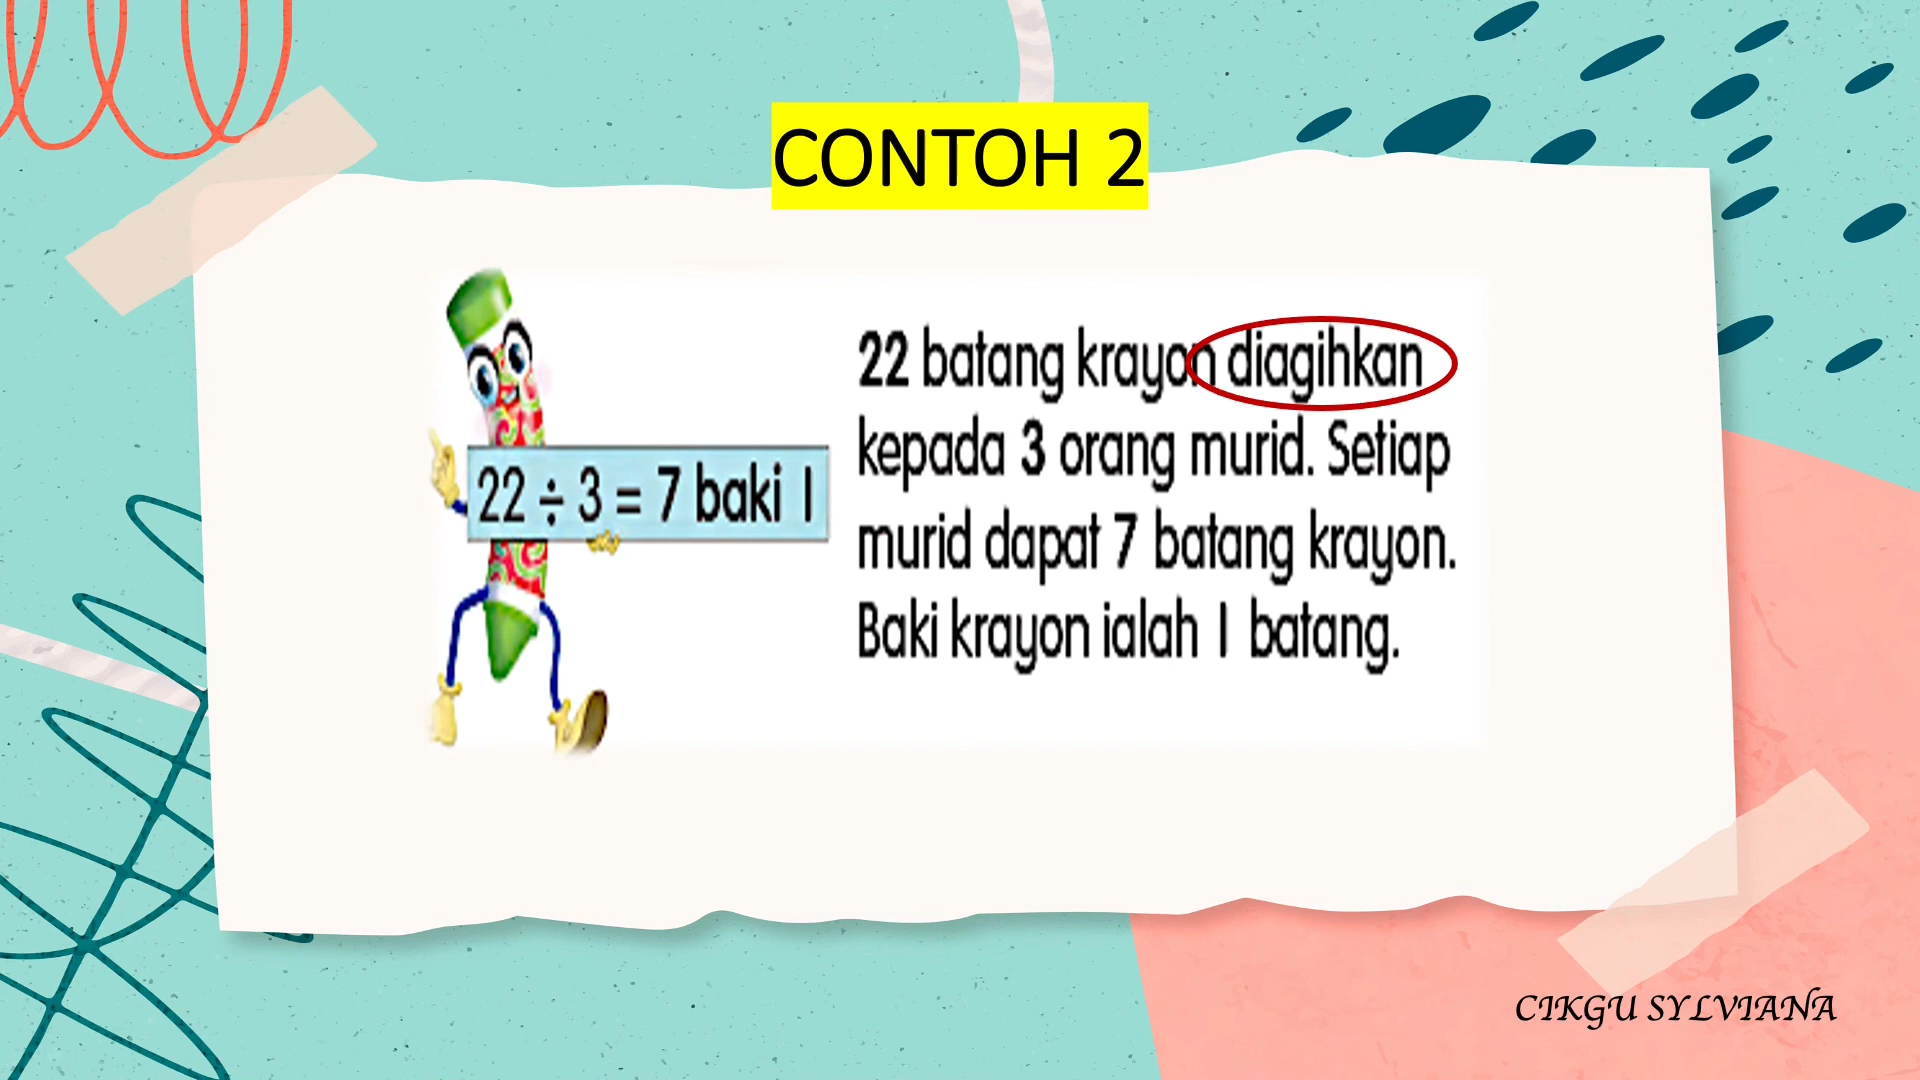 CONTOH 2
22 ÷ 3 = 7 baki 1
22 batang krayon diagihkan
kepada 3 orang murid. Setiap
murid dapat 7 batang krayon.
Baki krayon ialah 1 batang.
CIKGU SYLVIANA